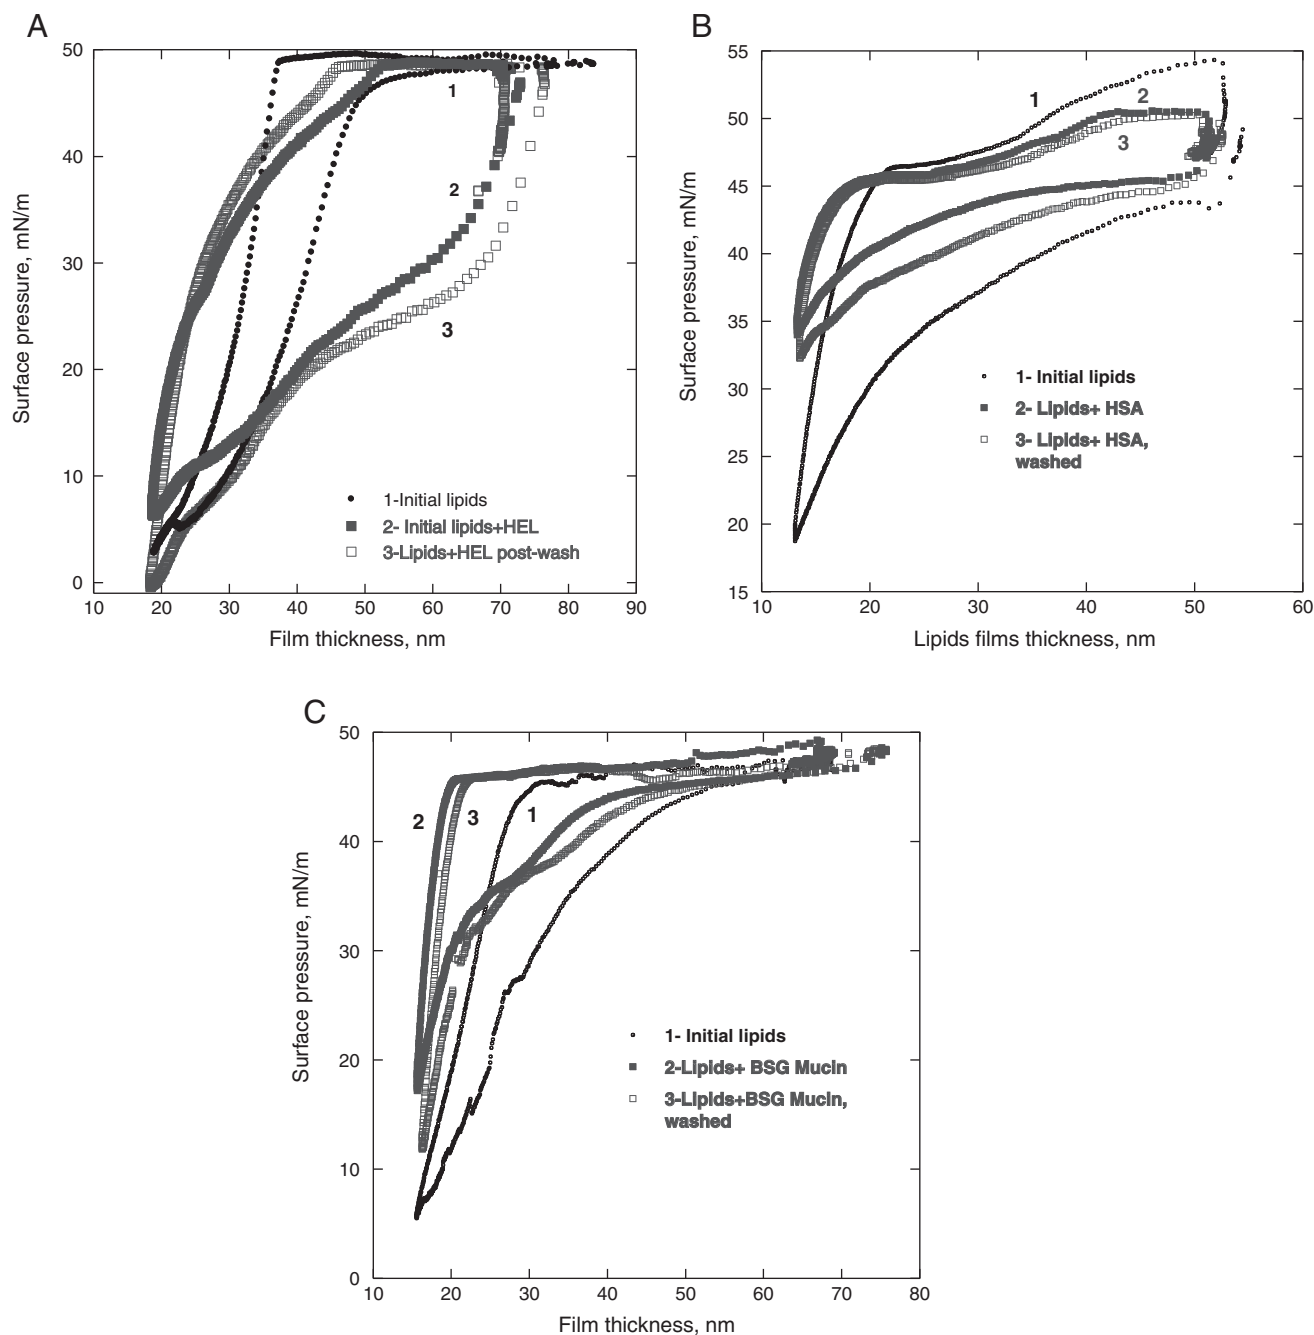 A
50
40
30
20
10
0
Surface pressure, mN/m
1
2
3
1-Initial lipids
2- Initial lipids+HEL
3-Lipids+HEL post-wash
10 20 30 40 50 60 70 80 90
Film thickness, nm
B
55
50
45
40
35
30
25
20
15
Surface pressure, mN/m
1
2
3
1- Initial lipids
2- Lipids+ HSA
3- Lipids+ HSA,
washed
10 20 30 40 50 60
Lipids films thickness, nm
C
50
40
30
20
10
0
Surface pressure, mN/m
2 3 1
1- Initial lipids
2-Lipids+ BSG Mucin
3-Lipids+BSG Mucin,
washed
10 20 30 40 50 60 70 80
Film thickness, nm